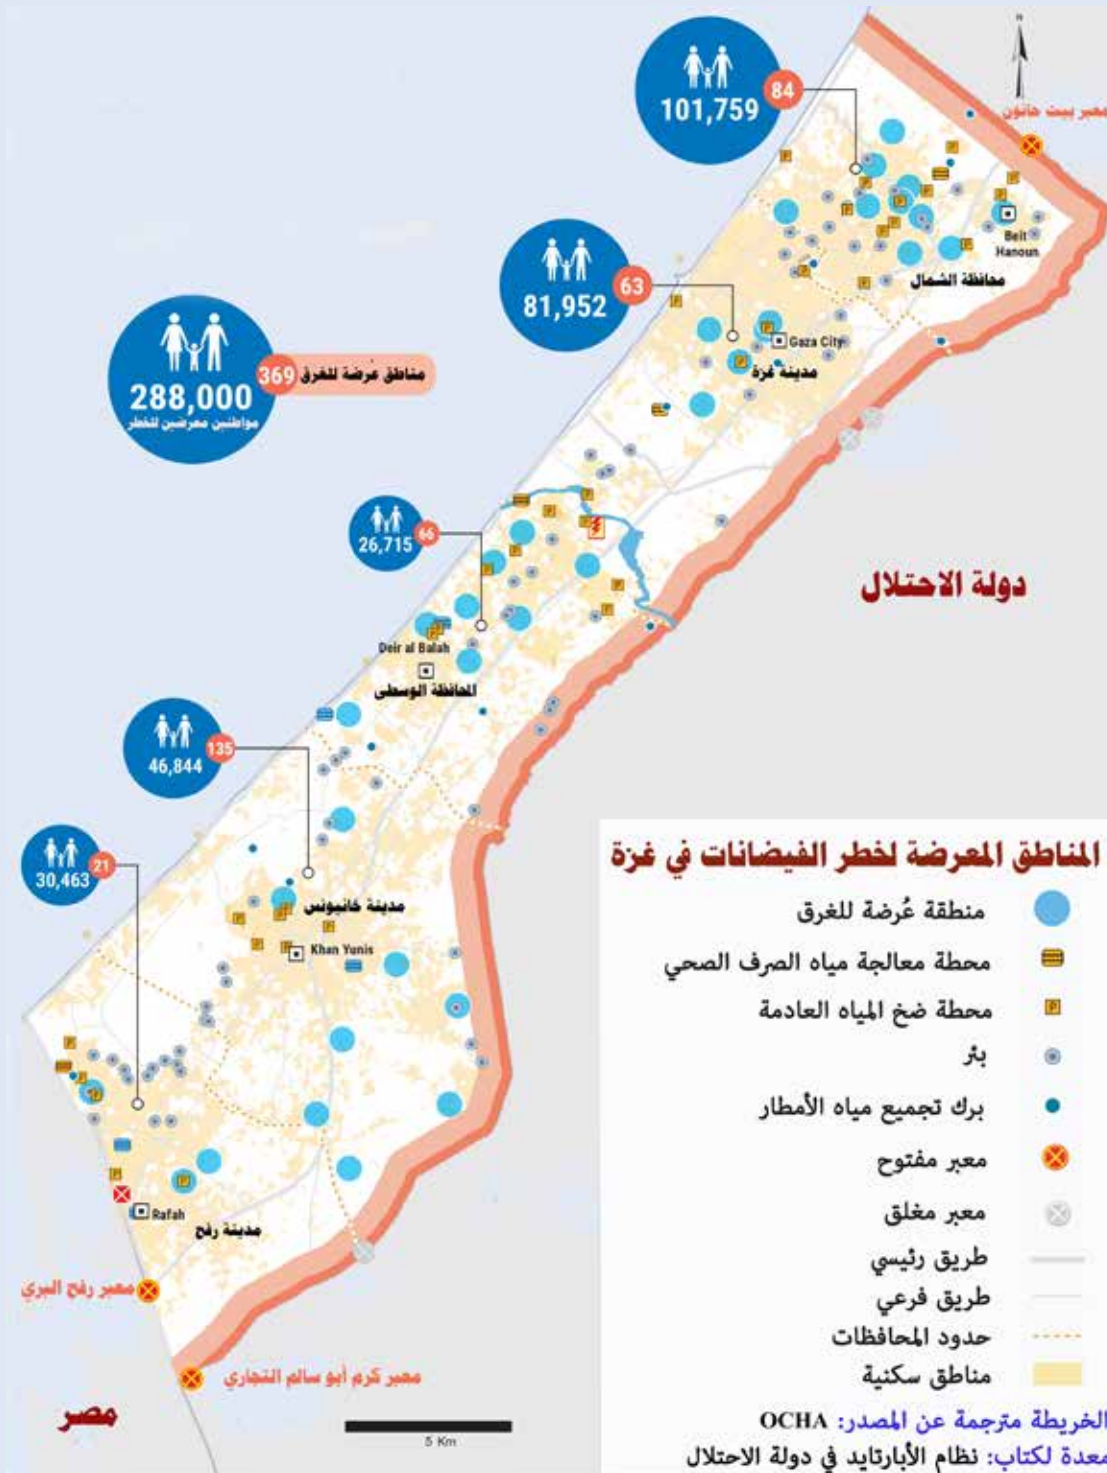 N
معبر بيت حانون
84
101,759
Beit
Hanoun
محافظة الشمال
63
81,952
Gaza City
مدينة غزة
288,000
مواطنين معرضين للخطر
369
مناطق عرضة للغرق
66
26,715
دولة الاحتلال
Deir al Balah
المحافظة الوسطى
135
46,844
21
30,463
مدينة خانيونس
Khan Yunis
Rafah
مدينة رفح
معبر رفح البري
معبر كرم أبو سالم التجاري
مصر
5 Km
المناطق المعرضة لخطر الفيضانات في غزة
منطقة عُرضة للغرق
محطة معالجة مياه الصرف الصحي
محطة ضخ المياه العادمة
P
بئر
برك تجميع مياه الأمطار
معبر مفتوح
معبر مغلق
طريق رئيسي
طريق فرعي
حدود المحافظات
مناطق سكنية
الخريطة مترجمة عن المصدر: OCHA
معدة لكتاب: نظام الأبارتايد في دولة الاحتلال